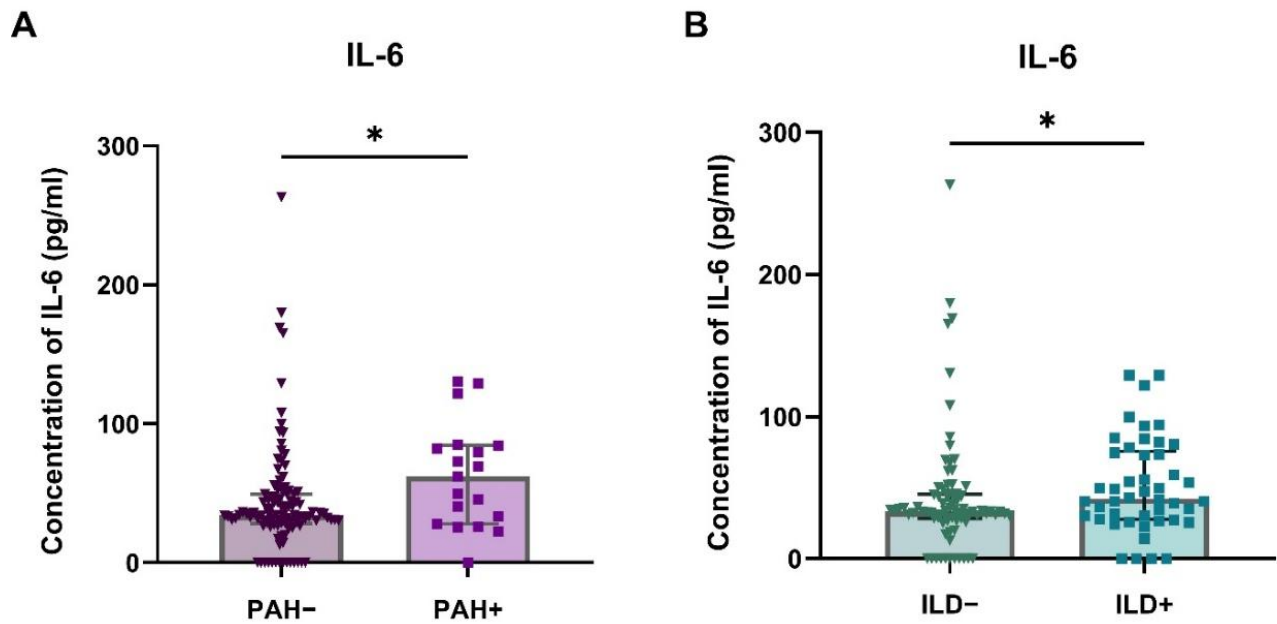 A
IL-6
*
Concentration of IL-6 (pg/ml)
300
200
100
0
PAH−
PAH+
B
IL-6
*
Concentration of IL-6 (pg/ml)
300
200
100
0
ILD−
ILD+